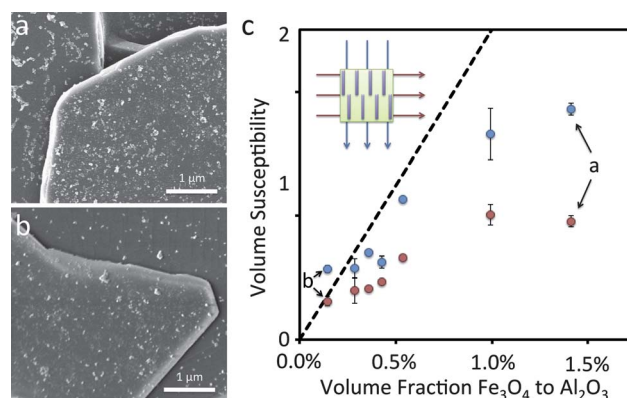 a
1 μm
b
1 μm
c
2
1
0
Volume Susceptibility
a
b
0.0%
0.5%
1.0%
1.5%
Volume Fraction Fe₃O₄ to Al₂O₃